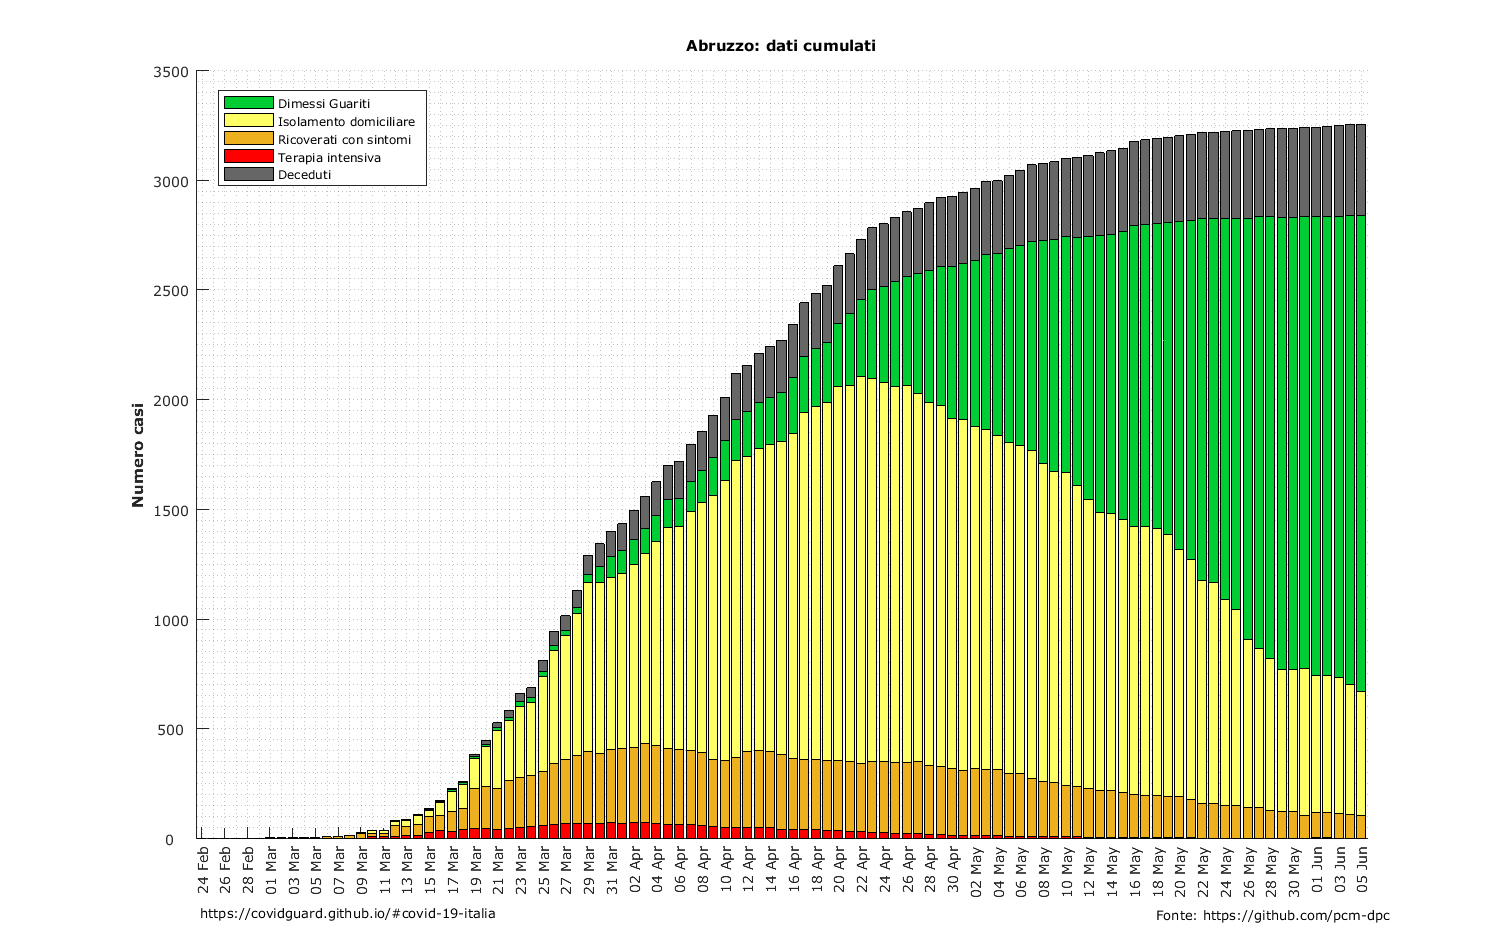 Abruzzo: dati cumulati
3500
3000
2500
2000
1500
1000
500
0
Numero casi
Dimessi Guariti
Isolamento domiciliare
Ricoverati con sintomi
Terapia intensiva
Deceduti
24 Feb
26 Feb
28 Feb
01 Mar
03 Mar
05 Mar
07 Mar
09 Mar
11 Mar
13 Mar
15 Mar
17 Mar
19 Mar
21 Mar
23 Mar
25 Mar
27 Mar
29 Mar
31 Mar
02 Apr
04 Apr
06 Apr
08 Apr
10 Apr
12 Apr
14 Apr
16 Apr
18 Apr
20 Apr
22 Apr
24 Apr
26 Apr
28 Apr
30 Apr
02 May
04 May
06 May
08 May
10 May
12 May
14 May
16 May
18 May
20 May
22 May
24 May
26 May
28 May
30 May
01 Jun
03 Jun
05 Jun
https://covidguard.github.io/#covid-19-italia
Fonte: https://github.com/pcm-dpc